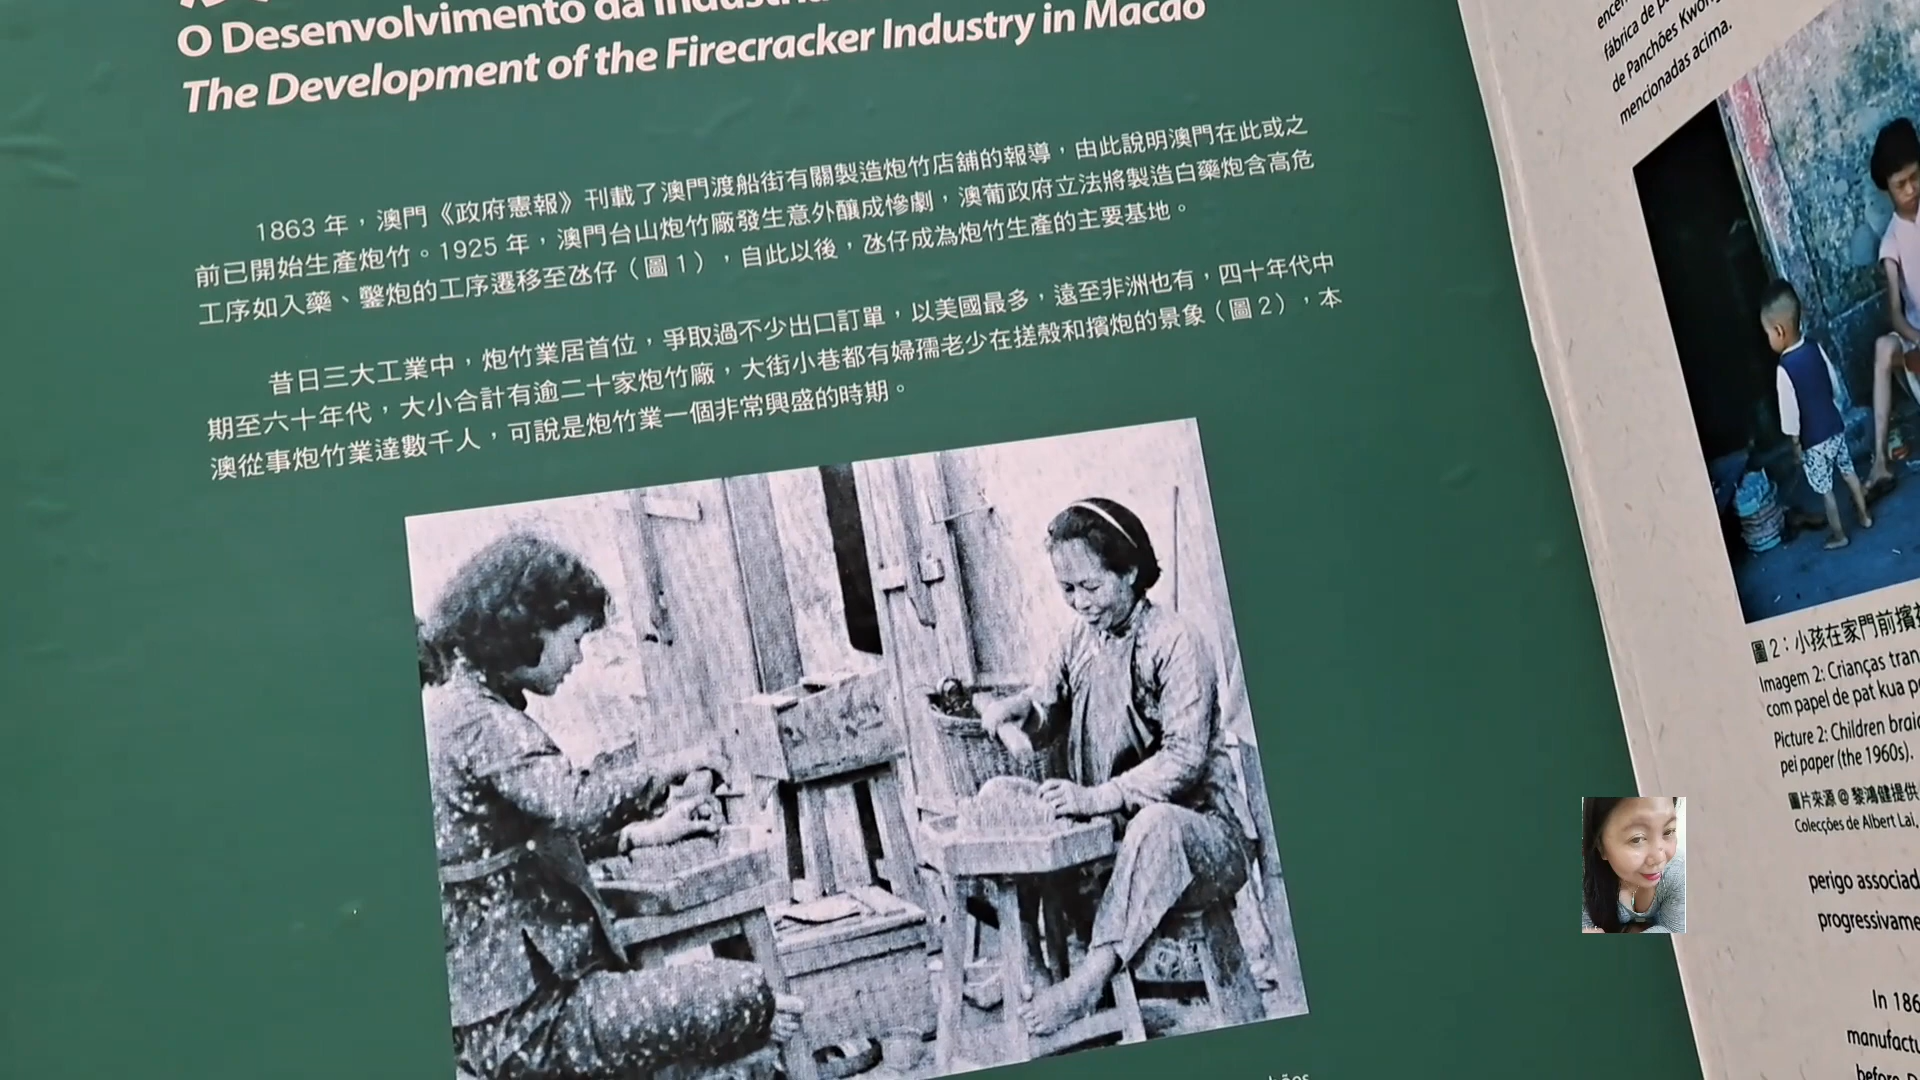 O Desenvolvimento da Indústria
The Development of the Firecracker Industry in Macao
1863 年，澳門《政府憲報》刊載了澳門渡船街有關製造炮竹店舖的報導，由此說明澳門在此或之
前已開始生產炮竹。1925 年，澳門台山炮竹廠發生意外釀成慘劇，澳葡政府立法將製造白藥炮含高危
工序如入藥、鑿炮的工序遷移至氹仔（圖 1），自此以後，氹仔成為炮竹生產的主要基地。
昔日三大工業中，炮竹業居首位，爭取過不少出口訂單，以美國最多，遠至非洲也有，四十年代中
期至六十年代，大小合計有逾二十家炮竹廠，大街小巷都有婦孺老少在搓殼和擯炮的景象（圖 2），本
澳從事炮竹業達數千人，可說是炮竹業一個非常興盛的時期。
fábrica de
de Panchões Kwong
mencionadas acima.
圖 2：小孩在家門前擯
Imagem 2: Crianças
com papel de pat kua
Picture 2: Children
pei paper (the 1960s).
圖片來源 @ 黎鴻健提供
Colecções de Albert Lai,
perigo
In
before